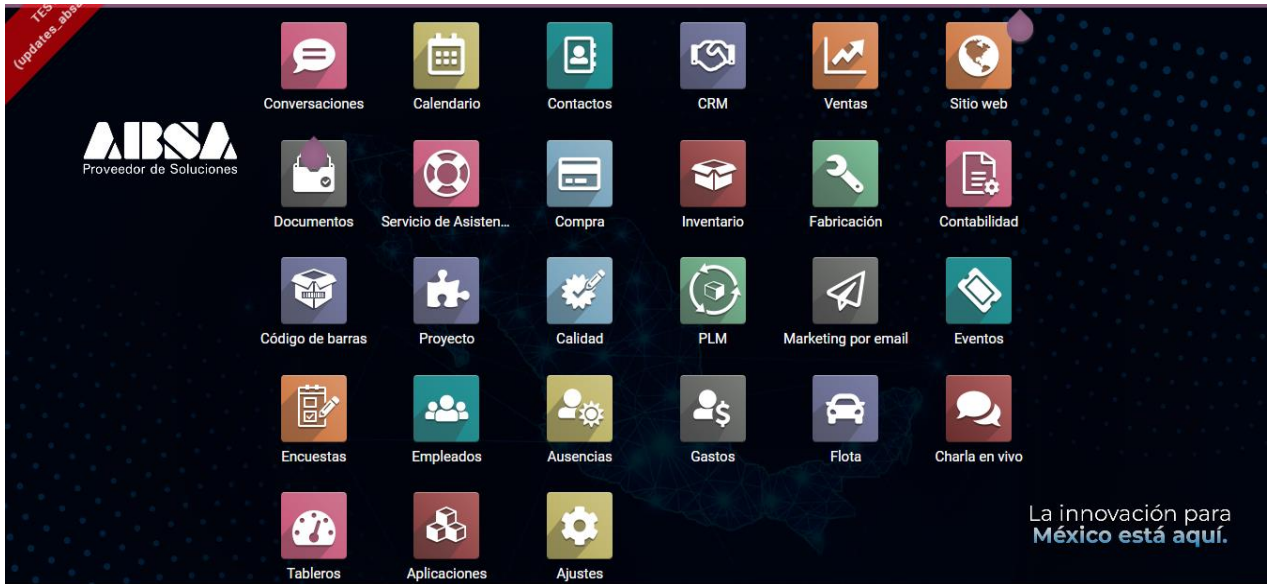 TES
(updates_absa
Conversaciones
Calendario
Contactos
CRM
Ventas
Sitio web
ABSA
Proveedor de Soluciones
Documentos
Servicio de Asisten...
Compra
Inventario
Fabricación
Contabilidad
Código de barras
Proyecto
Calidad
PLM
Marketing por email
Eventos
Encuestas
Empleados
Ausencias
Gastos
Flota
Charla en vivo
La innovación para
México está aquí.
Tableros
Aplicaciones
Ajustes